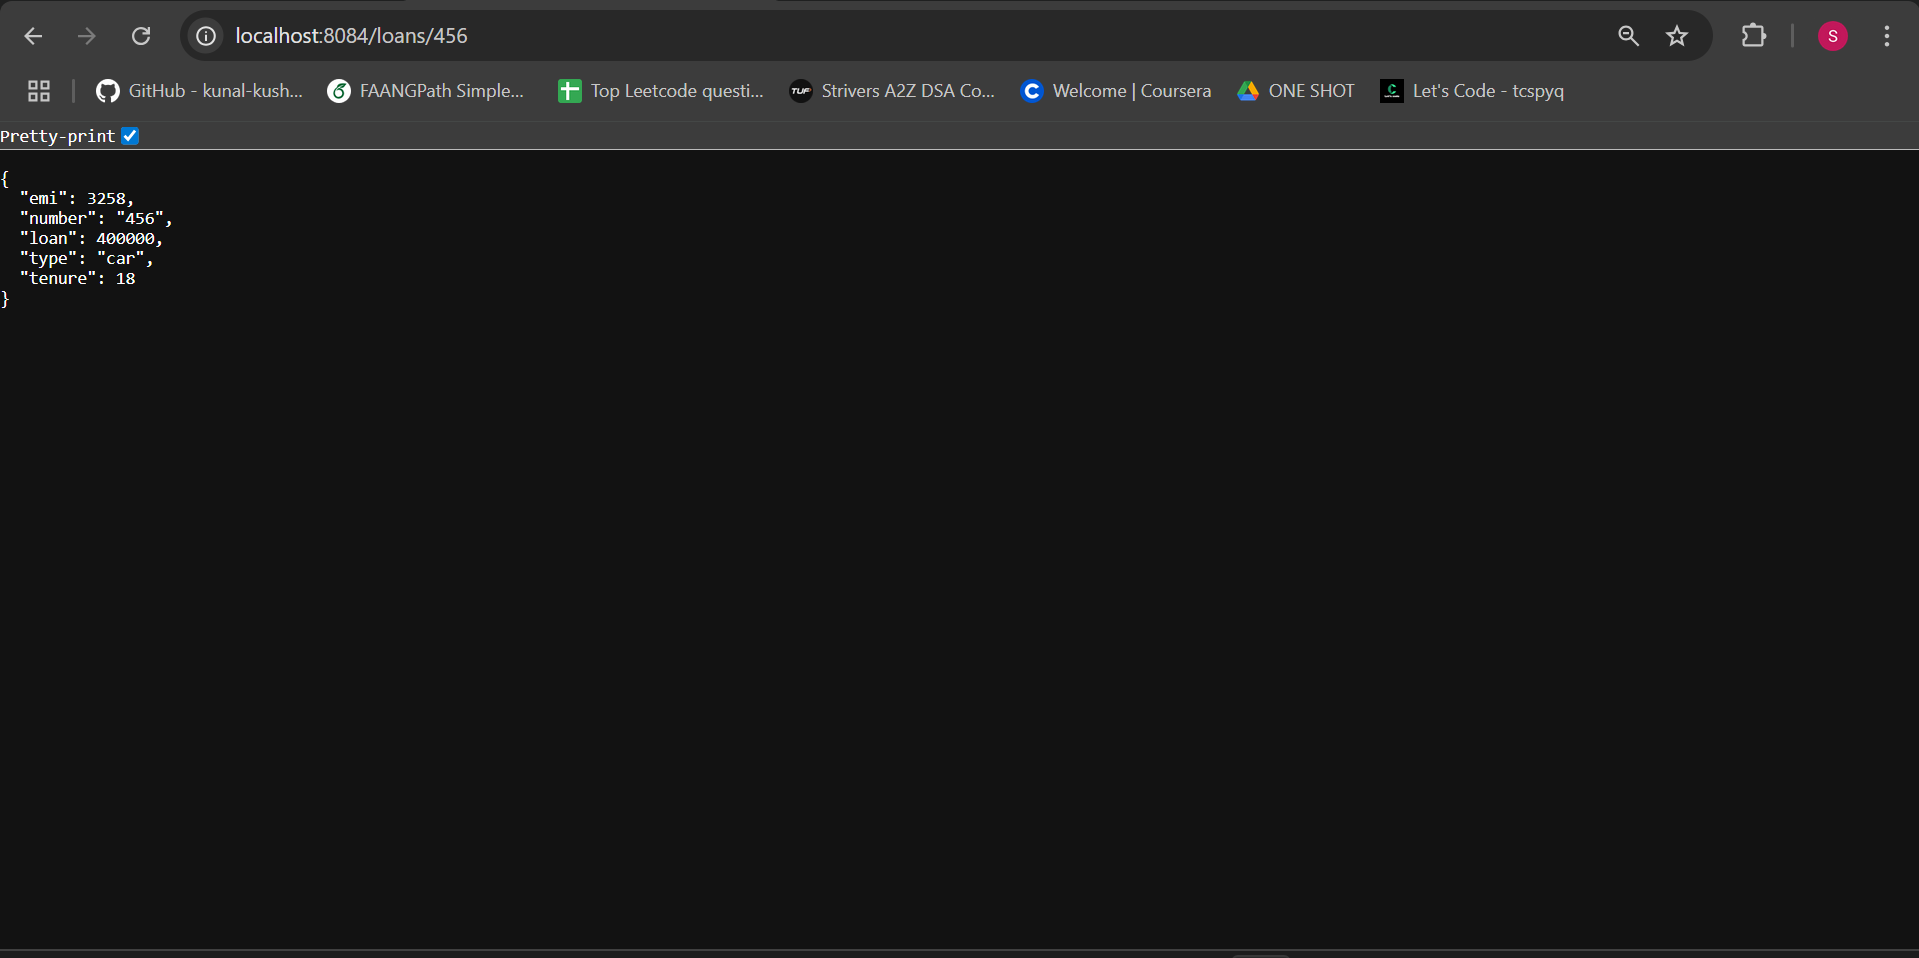 localhost:8084/loans/456
S
GitHub - kunal-kush...
FAANGPath Simple...
Top Leetcode questi...
TUF
Strivers A2Z DSA Co...
Welcome | Coursera
ONE SHOT
Let's Code - tcspyq
Pretty-print
{
  "emi": 3258,
  "number": "456",
  "loan": 400000,
  "type": "car",
  "tenure": 18
}